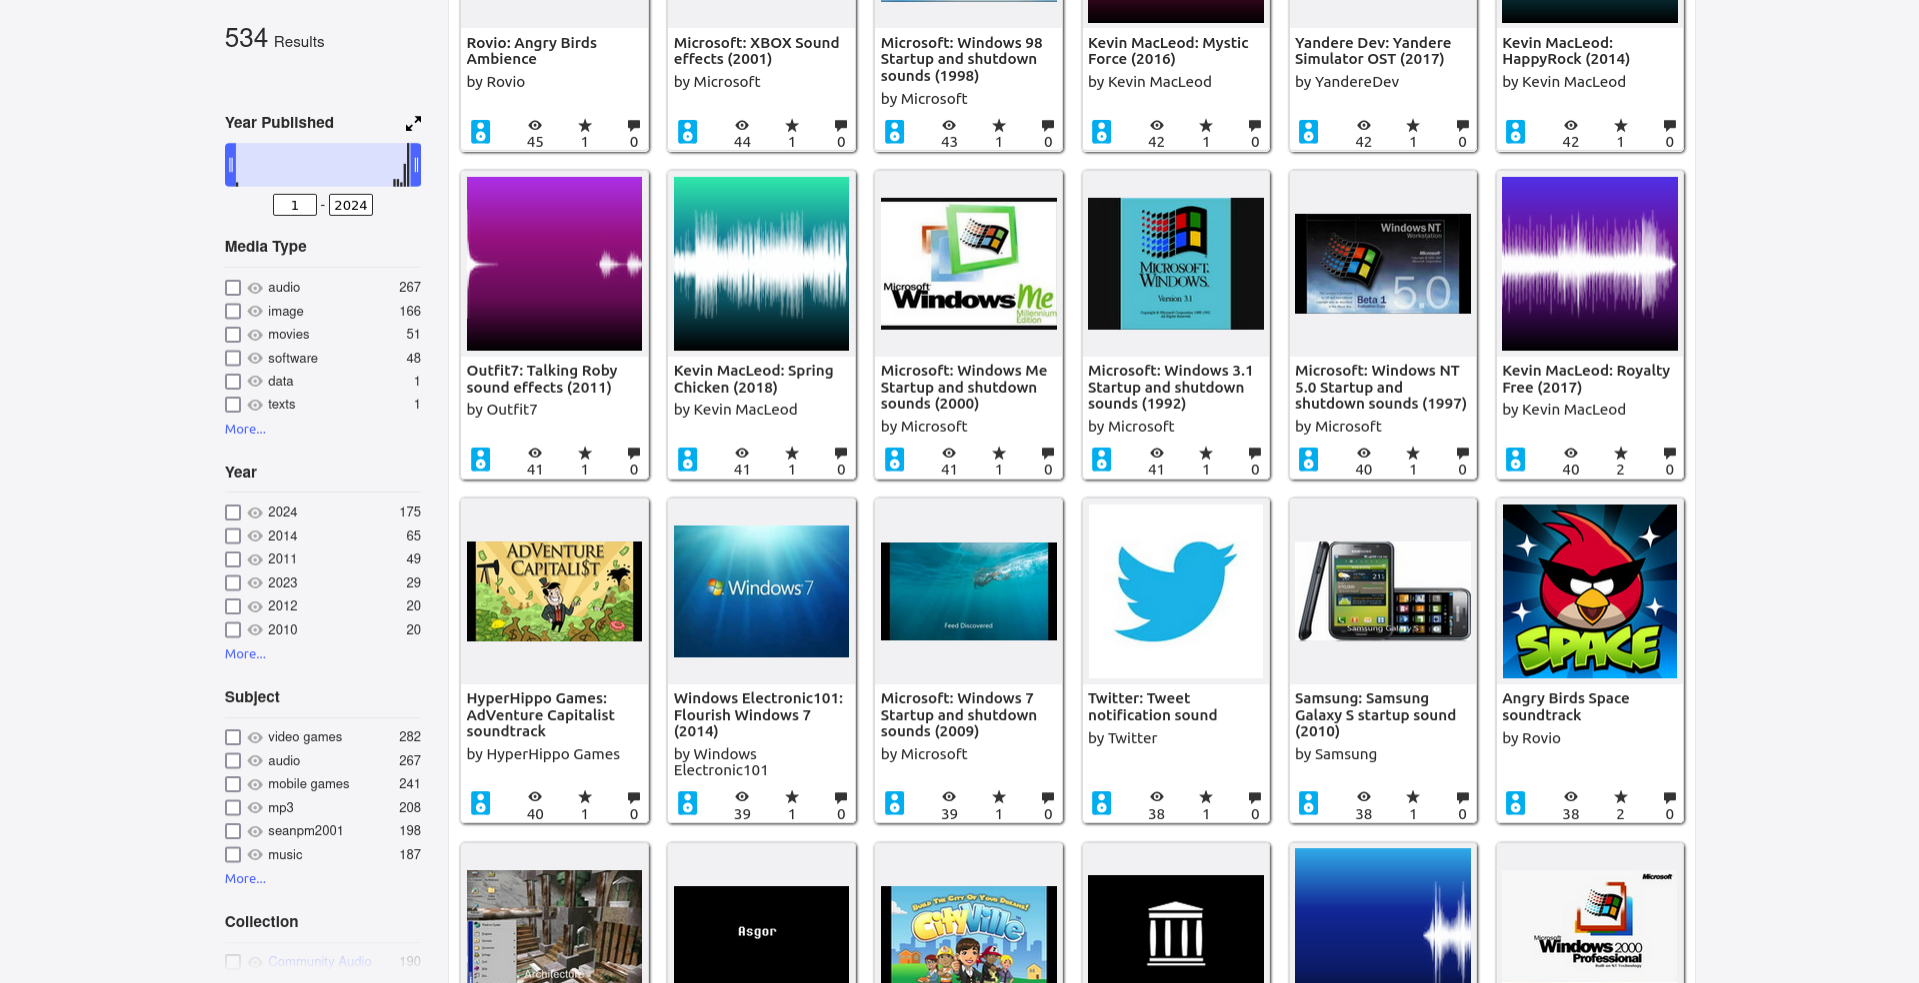 534 Results
Year Published
1 - 2024
Media Type
audio 267
image 166
movies 51
software 48
data 1
texts 1
More...
Year
2024 175
2014 65
2011 49
2023 29
2012 20
2010 20
More...
Subject
video games 282
audio 267
mobile games 241
mp3 208
seanpm2001 198
music 187
More...
Collection
Community Audio 190
Rovio: Angry Birds
Ambience
by Rovio
45 1 0
Microsoft: XBOX Sound
effects (2001)
by Microsoft
44 1 0
Microsoft: Windows 98
Startup and shutdown
sounds (1998)
by Microsoft
43 1 0
Kevin MacLeod: Mystic
Force (2016)
by Kevin MacLeod
42 1 0
Yandere Dev: Yandere
Simulator OST (2017)
by YandereDev
42 1 0
Kevin MacLeod:
HappyRock (2014)
by Kevin MacLeod
42 1 0
Outfit7: Talking Roby
sound effects (2011)
by Outfit7
41 1 0
Kevin MacLeod: Spring
Chicken (2018)
by Kevin MacLeod
41 1 0
Microsoft
Windows Me
Millennium
Edition
Microsoft: Windows Me
Startup and shutdown
sounds (2000)
by Microsoft
41 1 0
MICROSOFT.
WINDOWS.
Version 3.1
Microsoft: Windows 3.1
Startup and shutdown
sounds (1992)
by Microsoft
41 1 0
Windows NT
Workstation
Beta 1
5.0
Microsoft: Windows NT
5.0 Startup and
shutdown sounds (1997)
by Microsoft
40 1 0
Kevin MacLeod: Royalty
Free (2017)
by Kevin MacLeod
40 2 0
ADVENTURE
CAPITALI$T
HyperHippo Games:
AdVenture Capitalist
soundtrack
by HyperHippo Games
40 1 0
Windows 7
Windows Electronic101:
Flourish Windows 7
(2014)
by Windows
Electronic101
39 1 0
Feed Discovered
Microsoft: Windows 7
Startup and shutdown
sounds (2009)
by Microsoft
39 1 0
Twitter: Tweet
notification sound
by Twitter
38 1 0
Samsung Galaxy S
Samsung: Samsung
Galaxy S startup sound
(2010)
by Samsung
38 1 0
SPACE
Angry Birds Space
soundtrack
by Rovio
38 2 0
Architecture
Asgor
BUILD THE CITY OF YOUR DREAMS!
CityVille
Microsoft
Microsoft
Windows 2000
Professional
Built on NT Technology